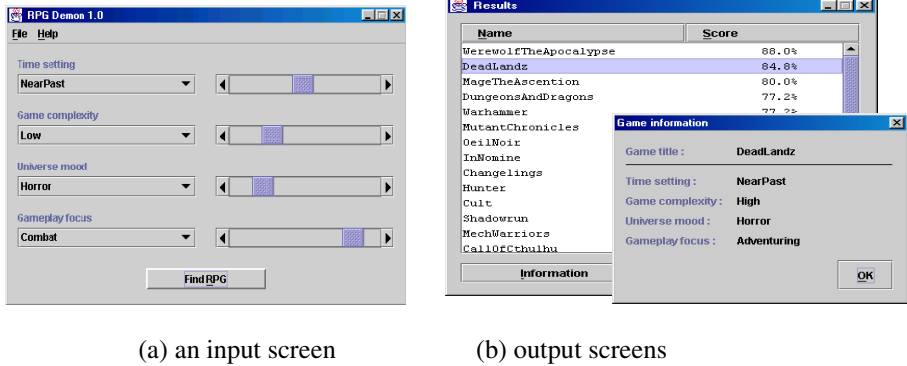 RPG Demon 1.0
File Help
Time setting
NearPast
Game complexity
Low
Universe mood
Horror
Gameplay focus
Combat
Find RPG
(a) an input screen
Results
Name Score
WerewolfTheApocalypse 88.0%
DeadLandz 84.8%
MageTheAscention 80.0%
DungeonsAndDragons 77.2%
Warhammer 77.2%
MutantChronicles
OeilNoir
InNomine
Changelings
Hunter
Cult
Shadowrun
MechWarriors
CallOfCthulhu
Information
Game information
Game title : DeadLandz
Time setting : NearPast
Game complexity : High
Universe mood : Horror
Gameplay focus : Adventuring
OK
(b) output screens